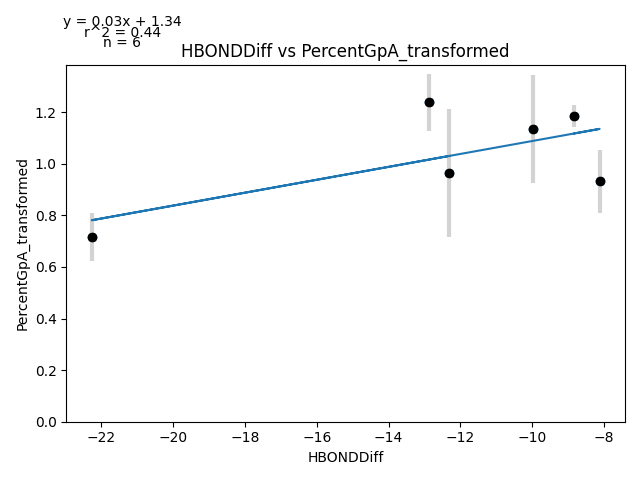 y = 0.03x + 1.34
r^2 = 0.44
n = 6
HBONDDiff vs PercentGpA_transformed
PercentGpA_transformed
1.2
1.0
0.8
0.6
0.4
0.2
0.0
−22
−20
−18
−16
−14
−12
−10
−8
HBONDDiff